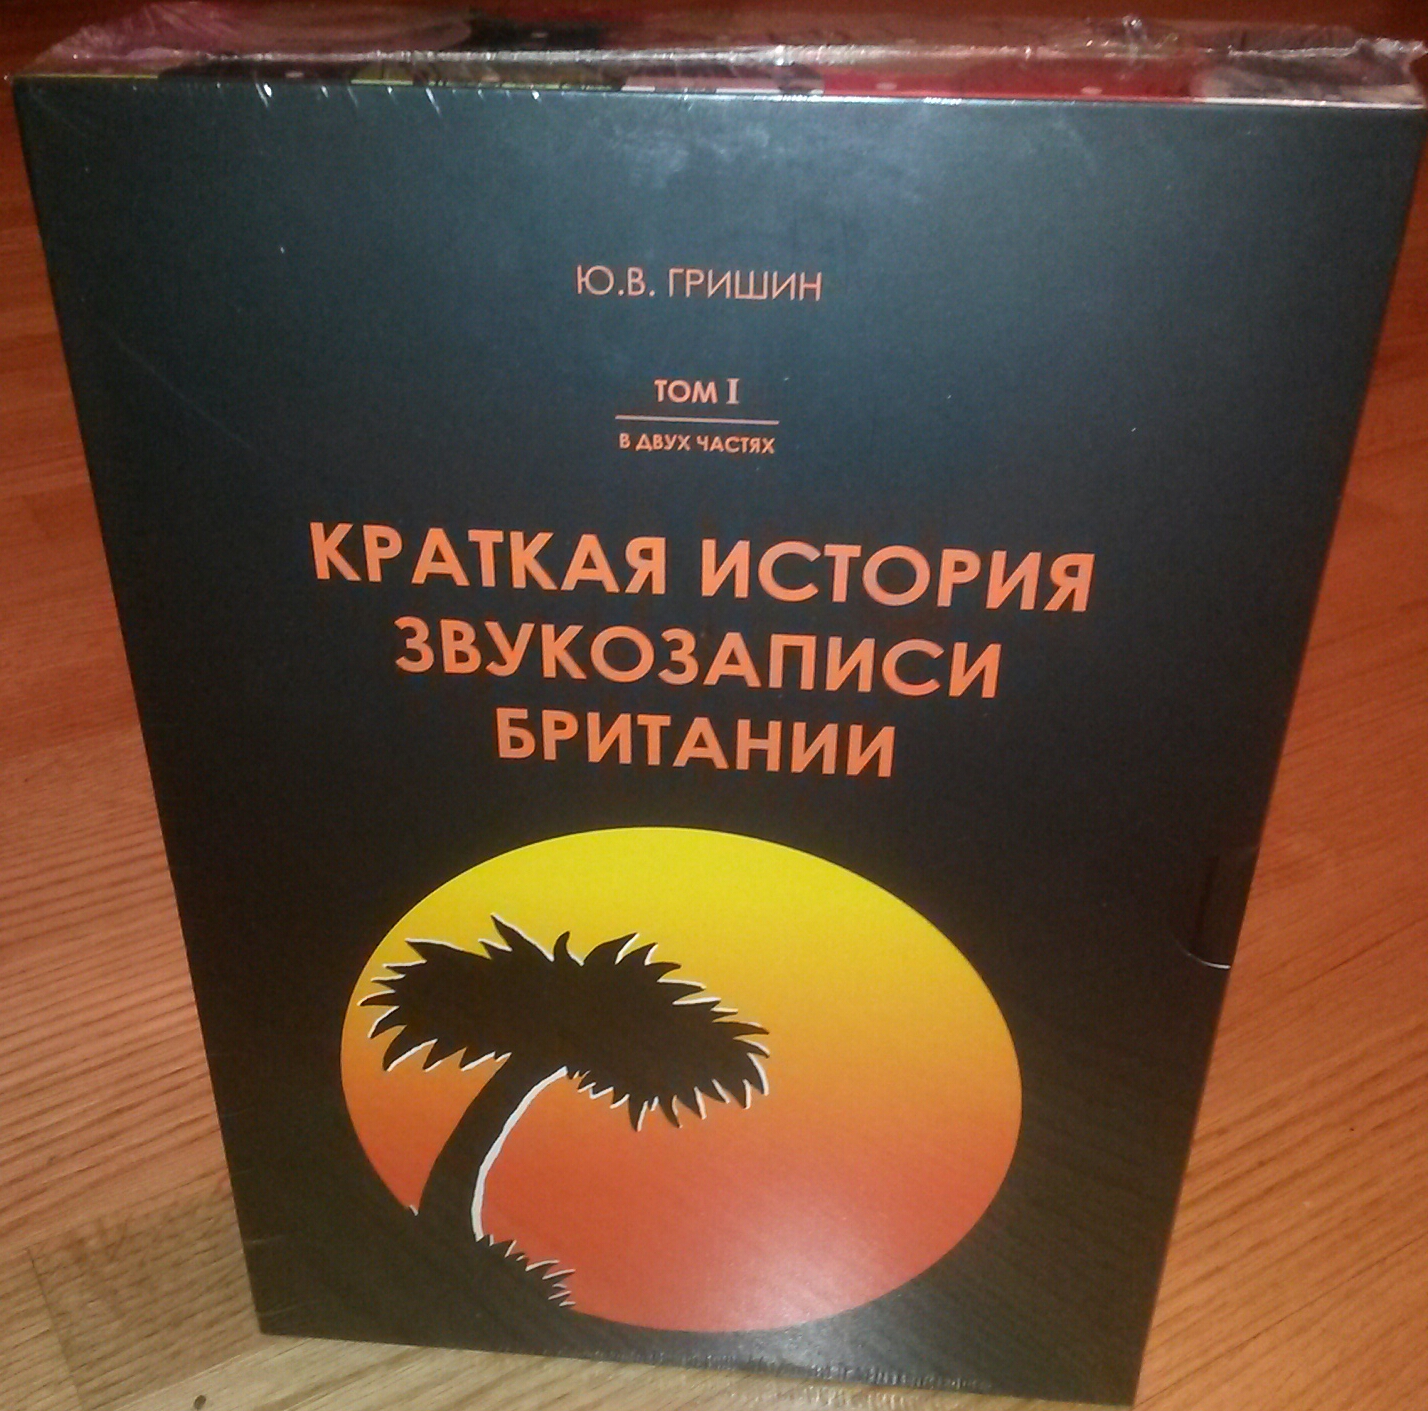 Ю.В. ГРИШИН
ТОМ I
В ДВУХ ЧАСТЯХ
КРАТКАЯ ИСТОРИЯ
ЗВУКОЗАПИСИ
БРИТАНИИ